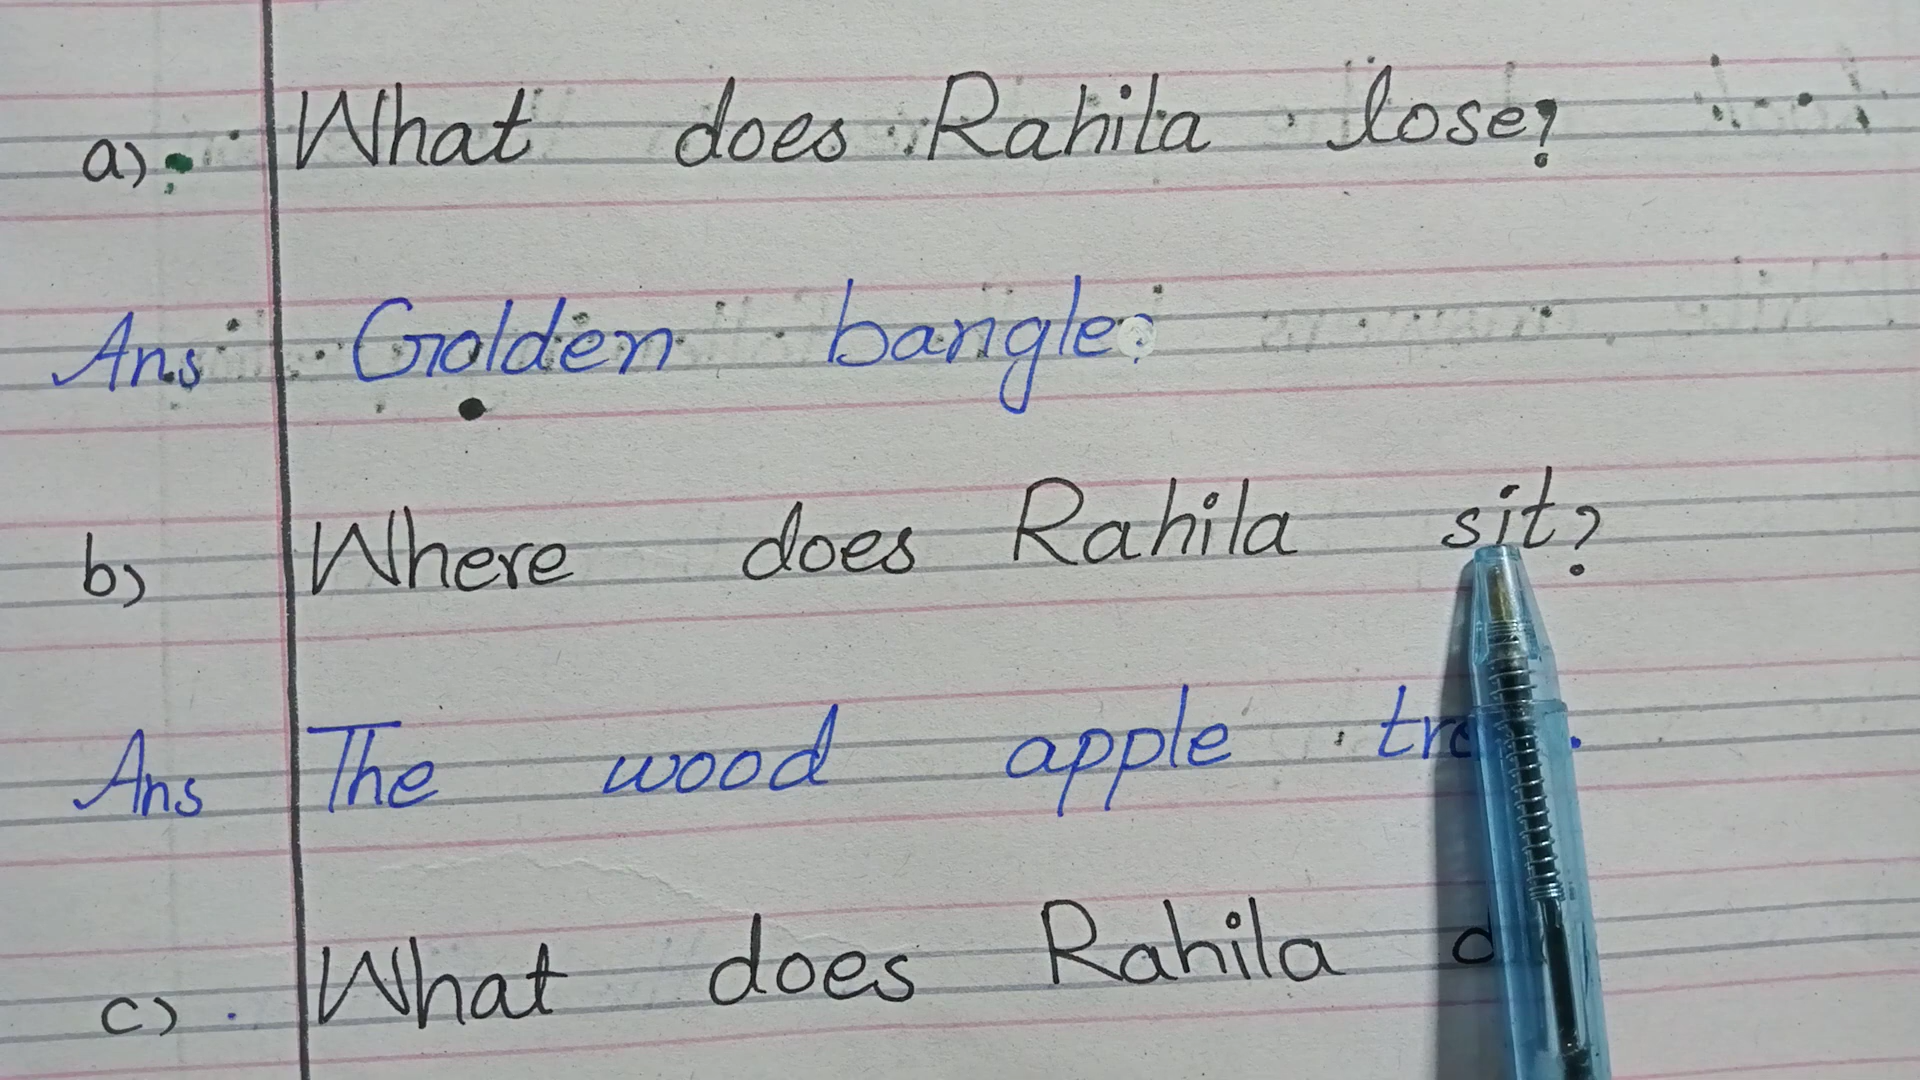 a) What does Rahila lose?
Ans Golden bangle.
b) Where does Rahila sit?
Ans The wood apple
c) What does Rahila